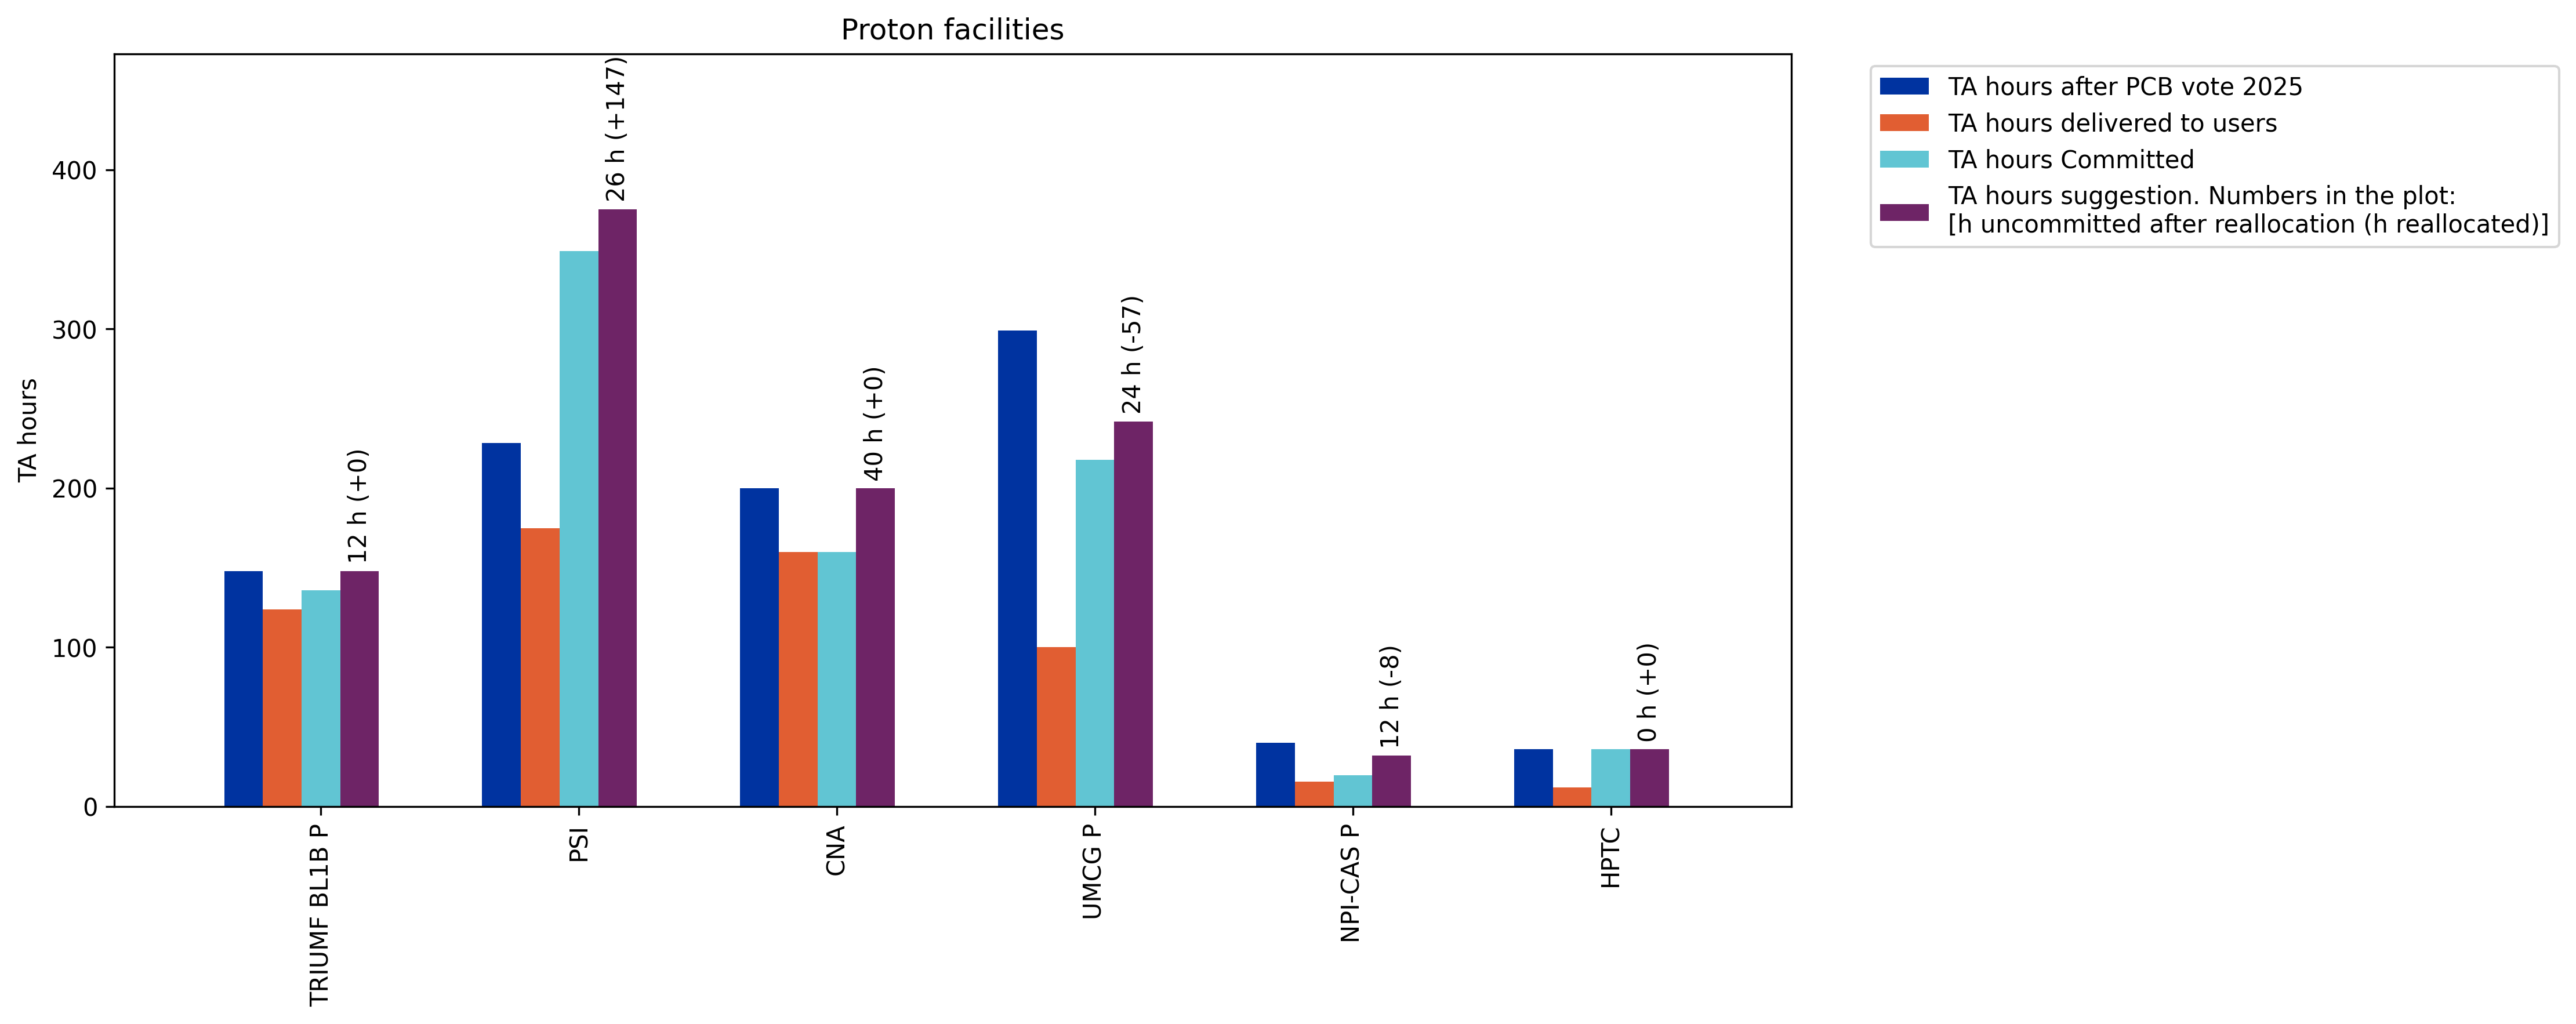 Proton facilities
TA hours after PCB vote 2025
TA hours delivered to users
TA hours Committed
TA hours suggestion. Numbers in the plot:
[h uncommitted after reallocation (h reallocated)]
TA hours
400
300
200
100
0
12 h (+0)
26 h (+147)
40 h (+0)
24 h (-57)
12 h (-8)
0 h (+0)
TRIUMF BL1B P
PSI
CNA
UMCG P
NPI-CAS P
HPTC